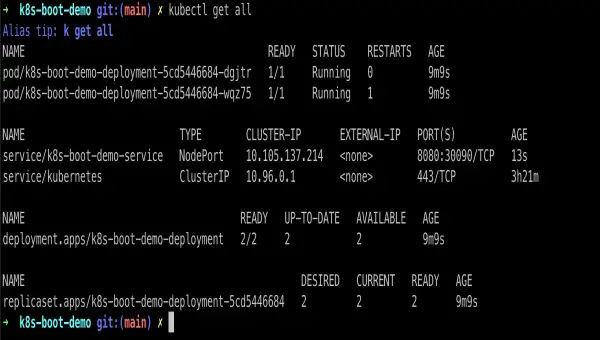 → k8s-boot-demo git:(main) ✗ kubectl get all
Alias tip: k get all
NAME READY STATUS RESTARTS AGE
pod/k8s-boot-demo-deployment-5cd5446684-dgjtr 1/1 Running 0 9m9s
pod/k8s-boot-demo-deployment-5cd5446684-wqz75 1/1 Running 1 9m9s
NAME TYPE CLUSTER-IP EXTERNAL-IP PORT(S) AGE
service/k8s-boot-demo-service NodePort 10.105.137.214 <none> 8080:30090/TCP 13s
service/kubernetes ClusterIP 10.96.0.1 <none> 443/TCP 3h21m
NAME READY UP-TO-DATE AVAILABLE AGE
deployment.apps/k8s-boot-demo-deployment 2/2 2 2 9m9s
NAME DESIRED CURRENT READY AGE
replicaset.apps/k8s-boot-demo-deployment-5cd5446684 2 2 2 9m9s
→ k8s-boot-demo git:(main) ✗